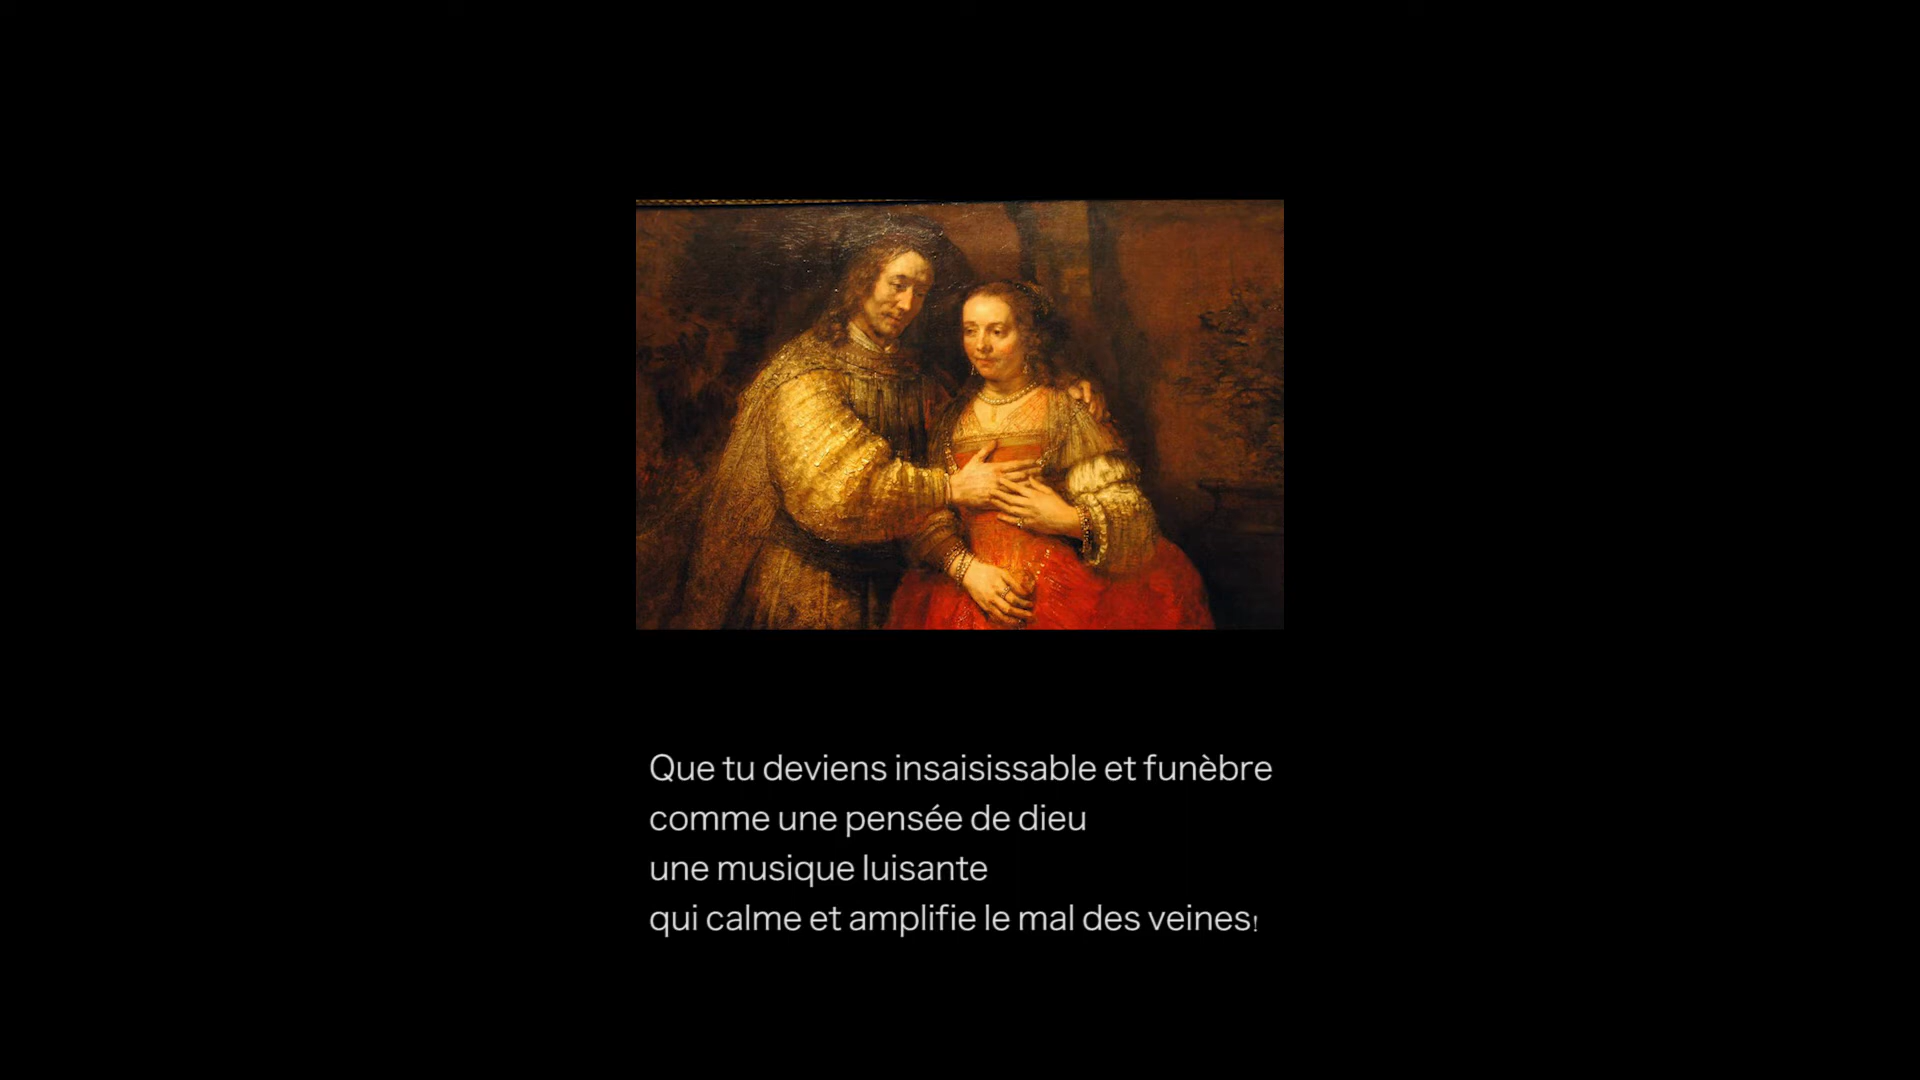 Que tu deviens insaisissable et funèbre
comme une pensée de dieu
une musique luisante
qui calme et amplifie le mal des veines!